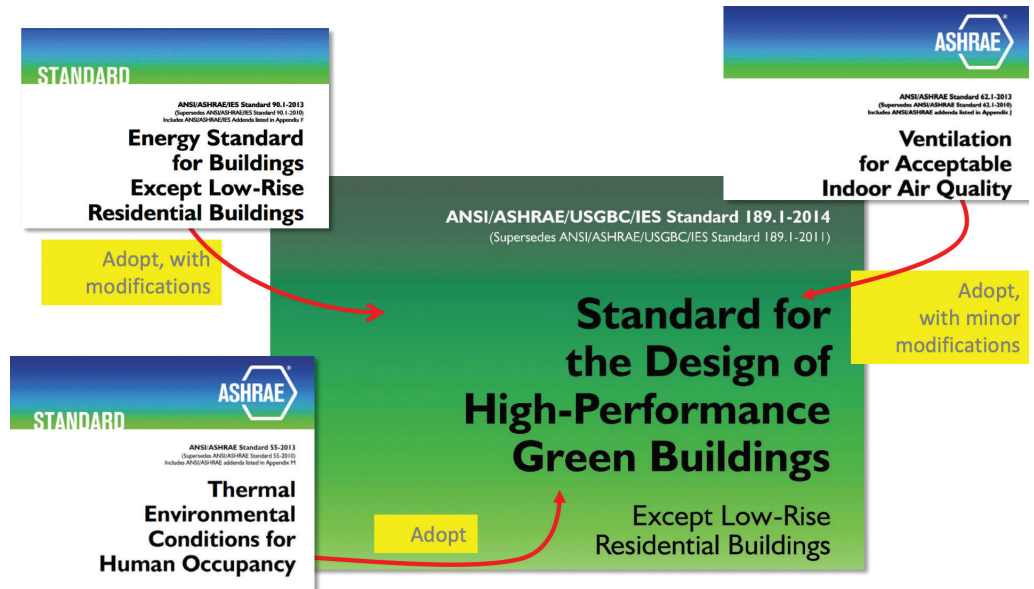 STANDARD
ANSI/ASHRAE/IES Standard 90.1-2013
(Supersedes ANSI/ASHRAE/IES Standard 90.1-2010)
Includes ANSI/ASHRAE/IES Addenda listed in Appendix F
Energy Standard
for Buildings
Except Low-Rise
Residential Buildings
ASHRAE
ANSI/ASHRAE Standard 62.1-2013
(Supersedes ANSI/ASHRAE Standard 62.1-2010)
Includes ANSI/ASHRAE addenda listed in Appendix J
Ventilation
for Acceptable
Indoor Air Quality
Adopt, with
modifications
ANSI/ASHRAE/USGBC/IES Standard 189.1-2014
(Supersedes ANSI/ASHRAE/USGBC/IES Standard 189.1-2011)
Standard for
the Design of
High-Performance
Green Buildings
Except Low-Rise
Residential Buildings
Adopt,
with minor
modifications
ASHRAE
STANDARD
ANSI/ASHRAE Standard 55-2013
(Supersedes ANSI/ASHRAE Standard 55-2010)
Includes ANSI/ASHRAE addenda listed in Appendix M
Thermal
Environmental
Conditions for
Human Occupancy
Adopt